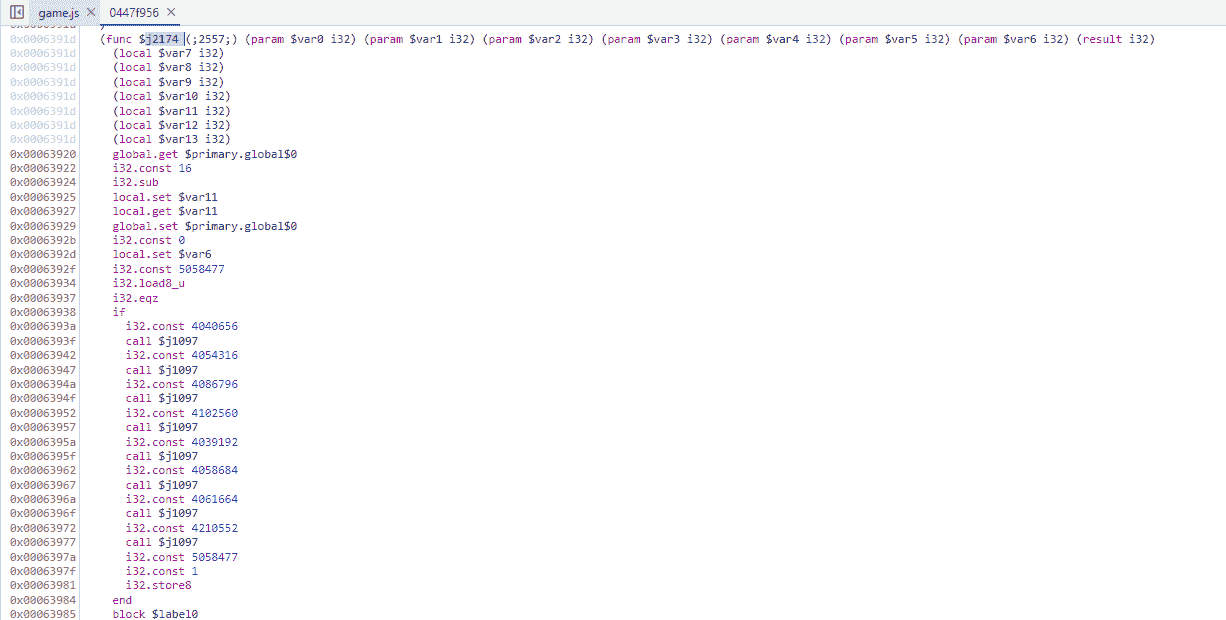 game.js × 0447f956 ×
0x0006391d (func $j2174 (;2557;) (param $var0 i32) (param $var1 i32) (param $var2 i32) (param $var3 i32) (param $var4 i32) (param $var5 i32) (param $var6 i32) (result i32)
0x0006391d (local $var7 i32)
0x0006391d (local $var8 i32)
0x0006391d (local $var9 i32)
0x0006391d (local $var10 i32)
0x0006391d (local $var11 i32)
0x0006391d (local $var12 i32)
0x0006391d (local $var13 i32)
0x00063920 global.get $primary.global$0
0x00063922 i32.const 16
0x00063924 i32.sub
0x00063925 local.set $var11
0x00063927 local.get $var11
0x00063929 global.set $primary.global$0
0x0006392b i32.const 0
0x0006392d local.set $var6
0x0006392f i32.const 5058477
0x00063934 i32.load8_u
0x00063937 i32.eqz
0x00063938 if
0x0006393a i32.const 4040656
0x0006393f call $j1097
0x00063942 i32.const 4054316
0x00063947 call $j1097
0x0006394a i32.const 4086796
0x0006394f call $j1097
0x00063952 i32.const 4102560
0x00063957 call $j1097
0x0006395a i32.const 4039192
0x0006395f call $j1097
0x00063962 i32.const 4058684
0x00063967 call $j1097
0x0006396a i32.const 4061664
0x0006396f call $j1097
0x00063972 i32.const 4210552
0x00063977 call $j1097
0x0006397a i32.const 5058477
0x0006397f i32.const 1
0x00063981 i32.store8
0x00063984 end
0x00063985 block $label0